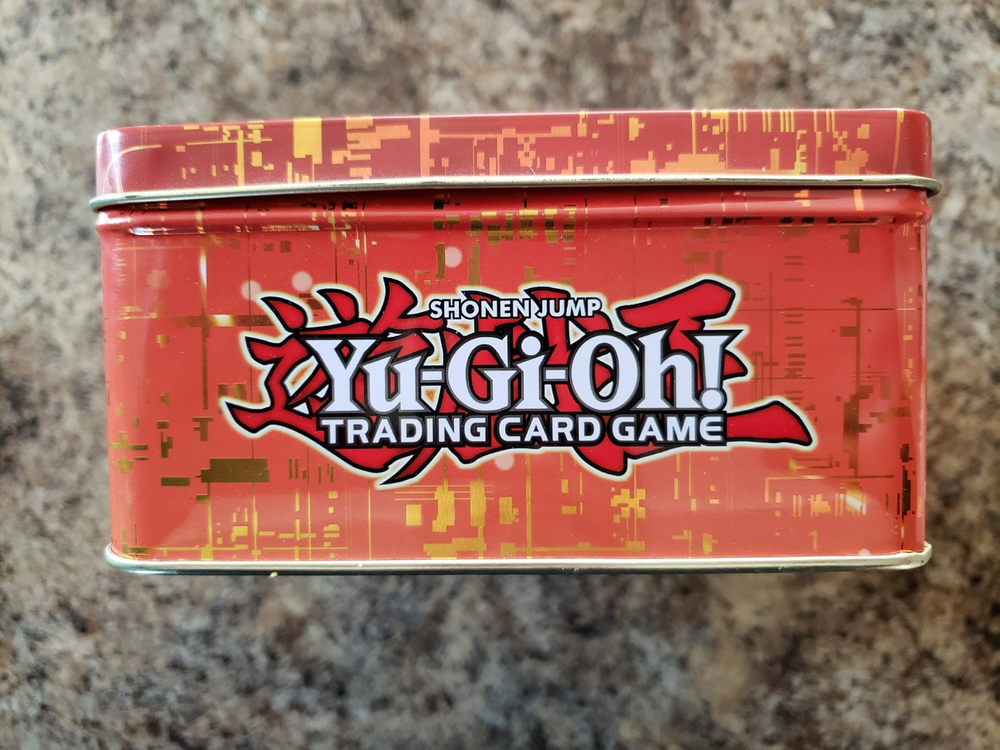 SHONEN JUMP
Yu-Gi-Oh!
TRADING CARD GAME